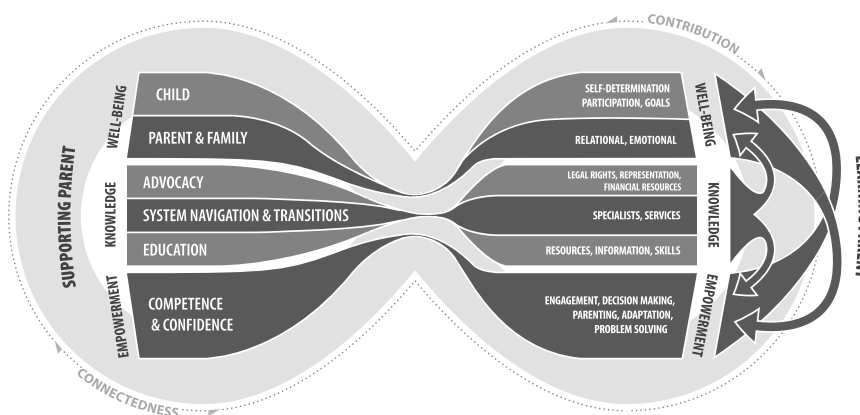 CONTRIBUTION
SUPPORTING PARENT
WELL-BEING
CHILD
PARENT & FAMILY
KNOWLEDGE
ADVOCACY
SYSTEM NAVIGATION & TRANSITIONS
EDUCATION
EMPOWERMENT
COMPETENCE
& CONFIDENCE
CONNECTEDNESS
SELF-DETERMINATION
PARTICIPATION, GOALS
RELATIONAL, EMOTIONAL
WELL-BEING
LEGAL RIGHTS, REPRESENTATION,
FINANCIAL RESOURCES
SPECIALISTS, SERVICES
RESOURCES, INFORMATION, SKILLS
KNOWLEDGE
ENGAGEMENT, DECISION MAKING,
PARENTING, ADAPTATION,
PROBLEM SOLVING
EMPOWERMENT